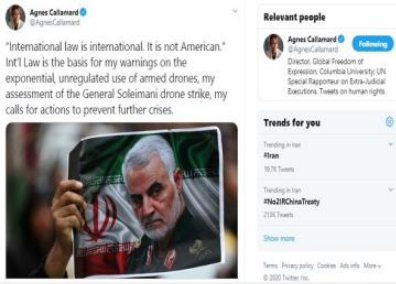 Agnes Callamard
@AgnesCallamard
"International law is international. It is not American."
Int'l Law is the basis for my warnings on the
exponential, unregulated use of armed drones, my
assessment of the General Soleimani drone strike, my
calls for actions to prevent further crises.
Relevant people
Agnes Callamard
@AgnesCallamard
Following
Director, Global Freedom of
Expression, Columbia University; UN
Special Rapporteur on Extra-Judicial
Executions. Tweets on human rights
Trends for you
Trending in Iran
#Iran
Trending in Iran
#No2IRChinaTreaty
Show more
Terms Privacy policy Cookies Ads info More
© 2020 Twitter, Inc.